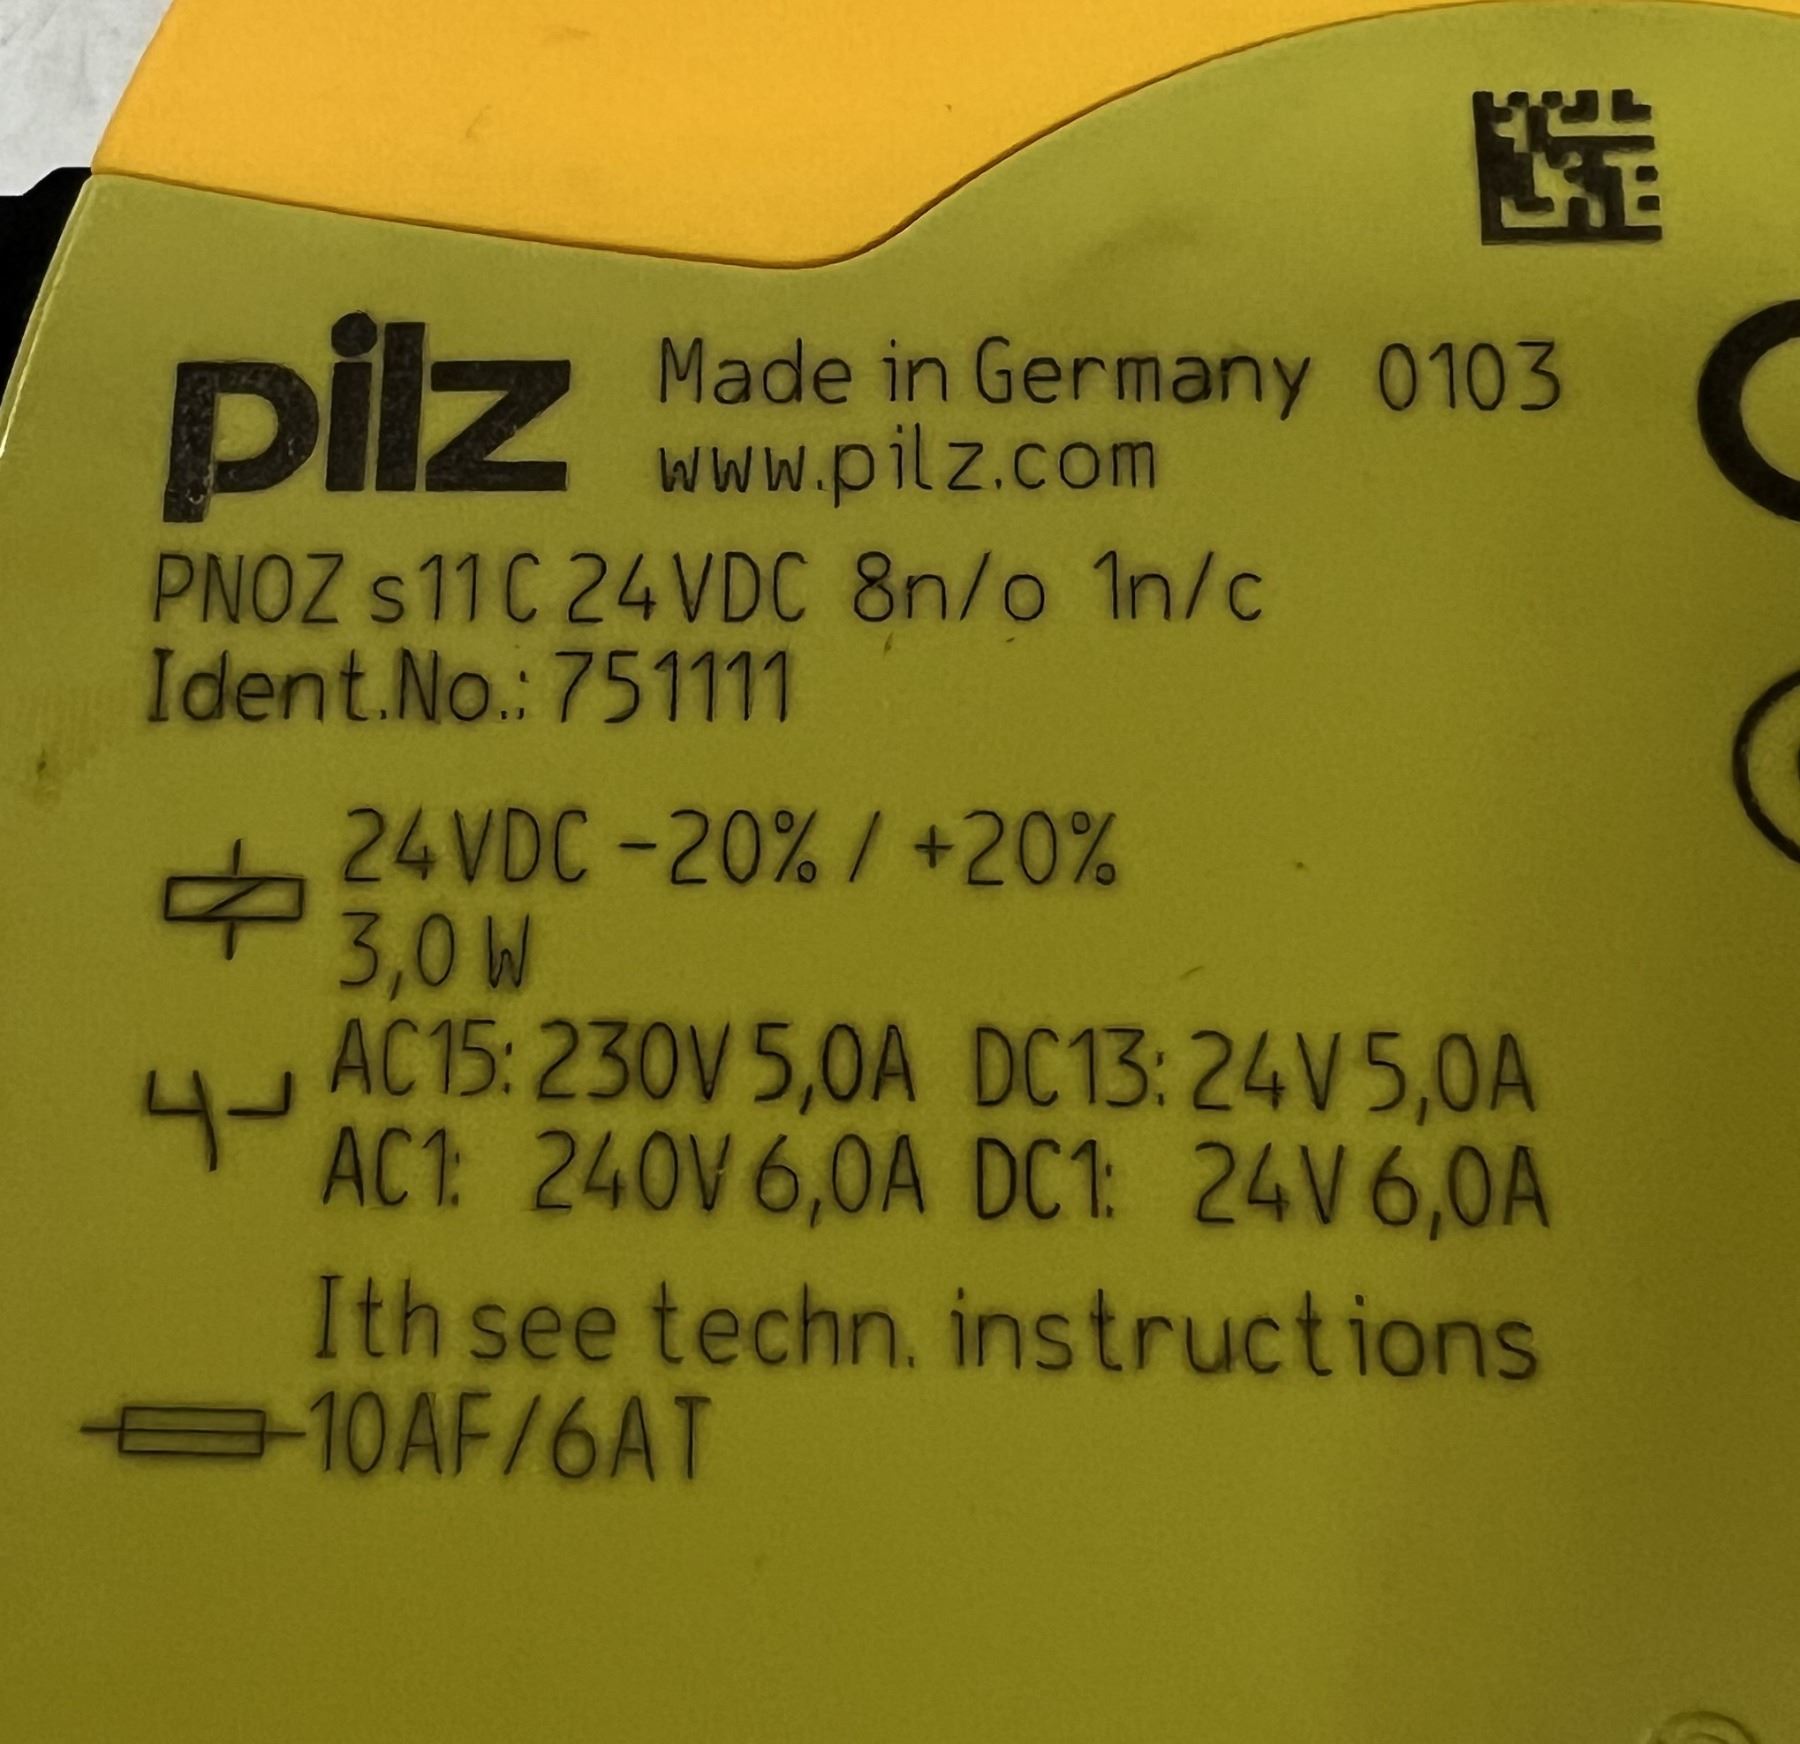 pilz Made in Germany 0103
www.pilz.com
PNOZ s11C 24VDC 8n/o 1n/c
Ident.No.: 751111
24VDC -20% / +20%
3,0 W
AC15: 230V 5,0A DC13: 24V 5,0A
AC1: 240V 6,0A DC1: 24V 6,0A
Ith see techn. instructions
10AF/6AT